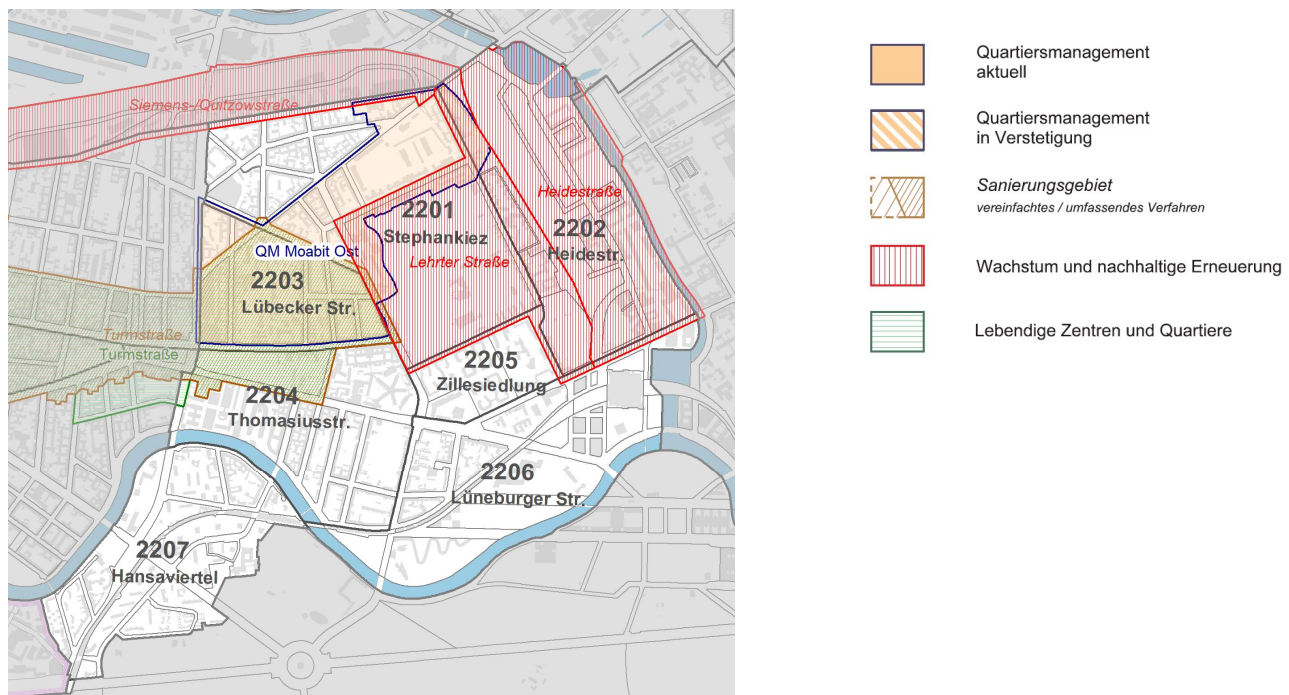 Siemens-/Quitzowstraße
Heidestraße
2201
Stephankiez
2202
Heidestr.
QM Moabit Ost
Lehrter Straße
2203
Lübecker Str.
Turmstraße
Turmstraße
2205
Zillesiedlung
2204
Thomasiusstr.
2206
Lüneburger Str.
2207
Hansaviertel
Quartiersmanagement
aktuell
Quartiersmanagement
in Verstetigung
Sanierungsgebiet
vereinfachtes / umfassendes Verfahren
Wachstum und nachhaltige Erneuerung
Lebendige Zentren und Quartiere